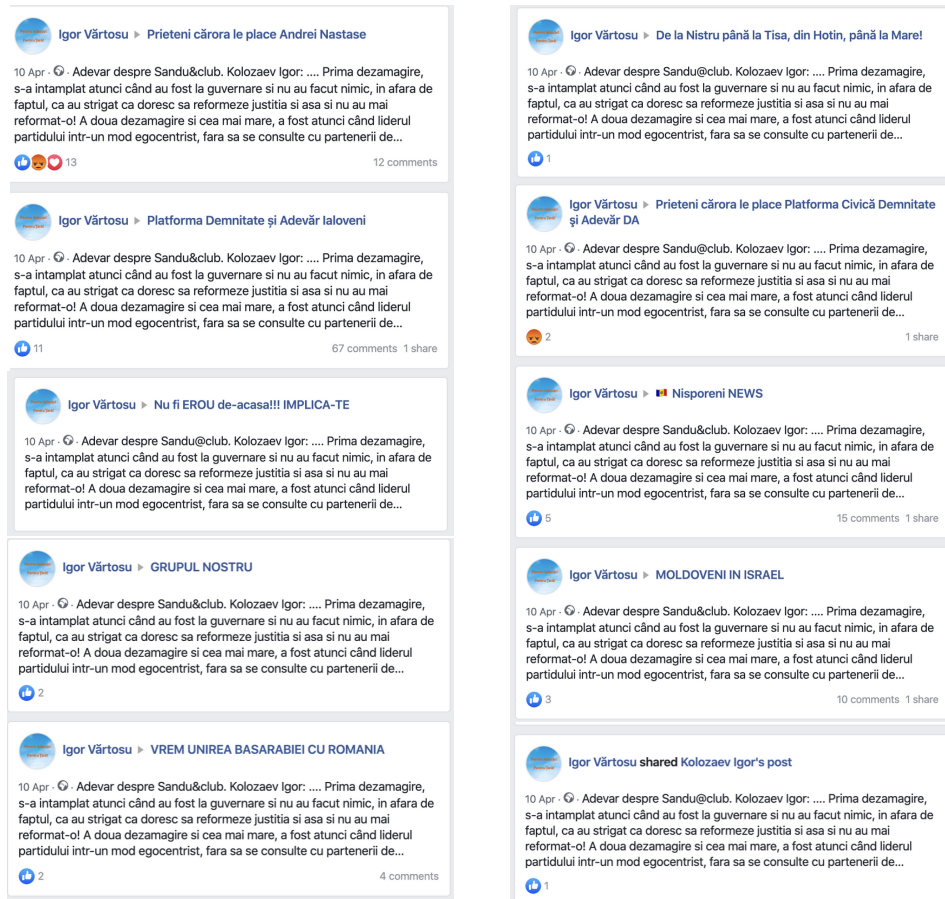 Igor Vărtosu ▸ Prieteni cărora le place Andrei Nastase
10 Apr · Adevar despre Sandu&club. Kolozaev Igor: .... Prima dezamagire,
s-a intamplat atunci când au fost la guvernare si nu au facut nimic, in afara de
faptul, ca au strigat ca doresc sa reformeze justitia si asa si nu au mai
reformat-o! A doua dezamagire si cea mai mare, a fost atunci când liderul
partidului intr-un mod egocentrist, fara sa se consulte cu partenerii de...
13 12 comments
Igor Vărtosu ▸ Platforma Demnitate și Adevăr Ialoveni
10 Apr · Adevar despre Sandu&club. Kolozaev Igor: .... Prima dezamagire,
s-a intamplat atunci când au fost la guvernare si nu au facut nimic, in afara de
faptul, ca au strigat ca doresc sa reformeze justitia si asa si nu au mai
reformat-o! A doua dezamagire si cea mai mare, a fost atunci când liderul
partidului intr-un mod egocentrist, fara sa se consulte cu partenerii de...
11 67 comments 1 share
Igor Vărtosu ▸ Nu fi EROU de-acasa!!! IMPLICA-TE
10 Apr · Adevar despre Sandu@club. Kolozaev Igor: .... Prima dezamagire,
s-a intamplat atunci când au fost la guvernare si nu au facut nimic, in afara de
faptul, ca au strigat ca doresc sa reformeze justitia si asa si nu au mai
reformat-o! A doua dezamagire si cea mai mare, a fost atunci când liderul
partidului intr-un mod egocentrist, fara sa se consulte cu partenerii de...
Igor Vărtosu ▸ GRUPUL NOSTRU
10 Apr · Adevar despre Sandu&club. Kolozaev Igor: .... Prima dezamagire,
s-a intamplat atunci când au fost la guvernare si nu au facut nimic, in afara de
faptul, ca au strigat ca doresc sa reformeze justitia si asa si nu au mai
reformat-o! A doua dezamagire si cea mai mare, a fost atunci când liderul
partidului intr-un mod egocentrist, fara sa se consulte cu partenerii de...
2
Igor Vărtosu ▸ VREM UNIREA BASARABIEI CU ROMANIA
10 Apr · Adevar despre Sandu&club. Kolozaev Igor: .... Prima dezamagire,
s-a intamplat atunci când au fost la guvernare si nu au facut nimic, in afara de
faptul, ca au strigat ca doresc sa reformeze justitia si asa si nu au mai
reformat-o! A doua dezamagire si cea mai mare, a fost atunci când liderul
partidului intr-un mod egocentrist, fara sa se consulte cu partenerii de...
2 4 comments
Igor Vărtosu ▸ De la Nistru până la Tisa, din Hotin, până la Mare!
10 Apr · Adevar despre Sandu@club. Kolozaev Igor: .... Prima dezamagire,
s-a intamplat atunci când au fost la guvernare si nu au facut nimic, in afara de
faptul, ca au strigat ca doresc sa reformeze justitia si asa si nu au mai
reformat-o! A doua dezamagire si cea mai mare, a fost atunci când liderul
partidului intr-un mod egocentrist, fara sa se consulte cu partenerii de...
1
Igor Vărtosu ▸ Prieteni cărora le place Platforma Civică Demnitate
și Adevăr DA
10 Apr · Adevar despre Sandu@club. Kolozaev Igor: .... Prima dezamagire,
s-a intamplat atunci când au fost la guvernare si nu au facut nimic, in afara de
faptul, ca au strigat ca doresc sa reformeze justitia si asa si nu au mai
reformat-o! A doua dezamagire si cea mai mare, a fost atunci când liderul
partidului intr-un mod egocentrist, fara sa se consulte cu partenerii de...
2 1 share
Igor Vărtosu ▸ Nisporeni NEWS
10 Apr · Adevar despre Sandu&club. Kolozaev Igor: .... Prima dezamagire,
s-a intamplat atunci când au fost la guvernare si nu au facut nimic, in afara de
faptul, ca au strigat ca doresc sa reformeze justitia si asa si nu au mai
reformat-o! A doua dezamagire si cea mai mare, a fost atunci când liderul
partidului intr-un mod egocentrist, fara sa se consulte cu partenerii de...
5 15 comments 1 share
Igor Vărtosu ▸ MOLDOVENI IN ISRAEL
10 Apr · Adevar despre Sandu&club. Kolozaev Igor: .... Prima dezamagire,
s-a intamplat atunci când au fost la guvernare si nu au facut nimic, in afara de
faptul, ca au strigat ca doresc sa reformeze justitia si asa si nu au mai
reformat-o! A doua dezamagire si cea mai mare, a fost atunci când liderul
partidului intr-un mod egocentrist, fara sa se consulte cu partenerii de...
3 10 comments 1 share
Igor Vărtosu shared Kolozaev Igor's post
10 Apr · Adevar despre Sandu@club. Kolozaev Igor: .... Prima dezamagire,
s-a intamplat atunci când au fost la guvernare si nu au facut nimic, in afara de
faptul, ca au strigat ca doresc sa reformeze justitia si asa si nu au mai
reformat-o! A doua dezamagire si cea mai mare, a fost atunci când liderul
partidului intr-un mod egocentrist, fara sa se consulte cu partenerii de...
1